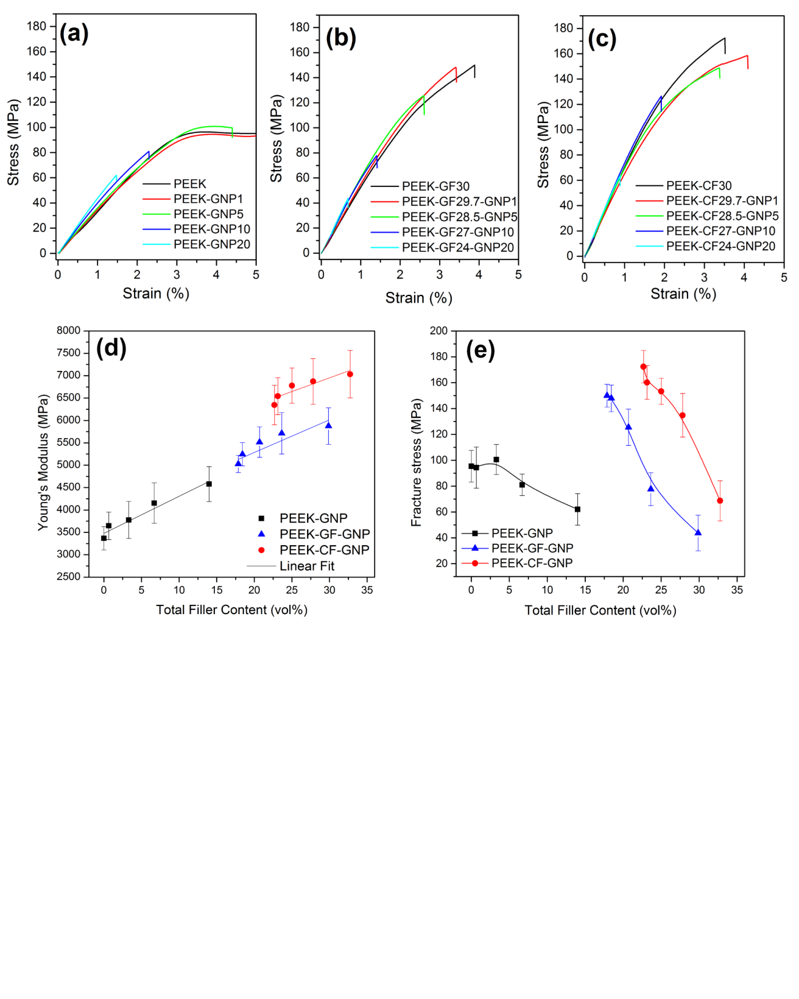 (a)
180
160
140
120
100
80
60
40
20
0
Stress (MPa)
PEEK
PEEK-GNP1
PEEK-GNP5
PEEK-GNP10
PEEK-GNP20
0 1 2 3 4 5
Strain (%)
(b)
180
160
140
120
100
80
60
40
20
0
Stress (MPa)
PEEK-GF30
PEEK-GF29.7-GNP1
PEEK-GF28.5-GNP5
PEEK-GF27-GNP10
PEEK-GF24-GNP20
0 1 2 3 4 5
Strain (%)
(c)
180
160
140
120
100
80
60
40
20
0
Stress (MPa)
PEEK-CF30
PEEK-CF29.7-GNP1
PEEK-CF28.5-GNP5
PEEK-CF27-GNP10
PEEK-CF24-GNP20
0 1 2 3 4 5
Strain (%)
(d)
8000
7500
7000
6500
6000
5500
5000
4500
4000
3500
3000
2500
Young's Modulus (MPa)
PEEK-GNP
PEEK-GF-GNP
PEEK-CF-GNP
Linear Fit
0 5 10 15 20 25 30 35
Total Filler Content (vol%)
(e)
200
180
160
140
120
100
80
60
40
20
Fracture stress (MPa)
PEEK-GNP
PEEK-GF-GNP
PEEK-CF-GNP
0 5 10 15 20 25 30 35
Total Filler Content (vol%)